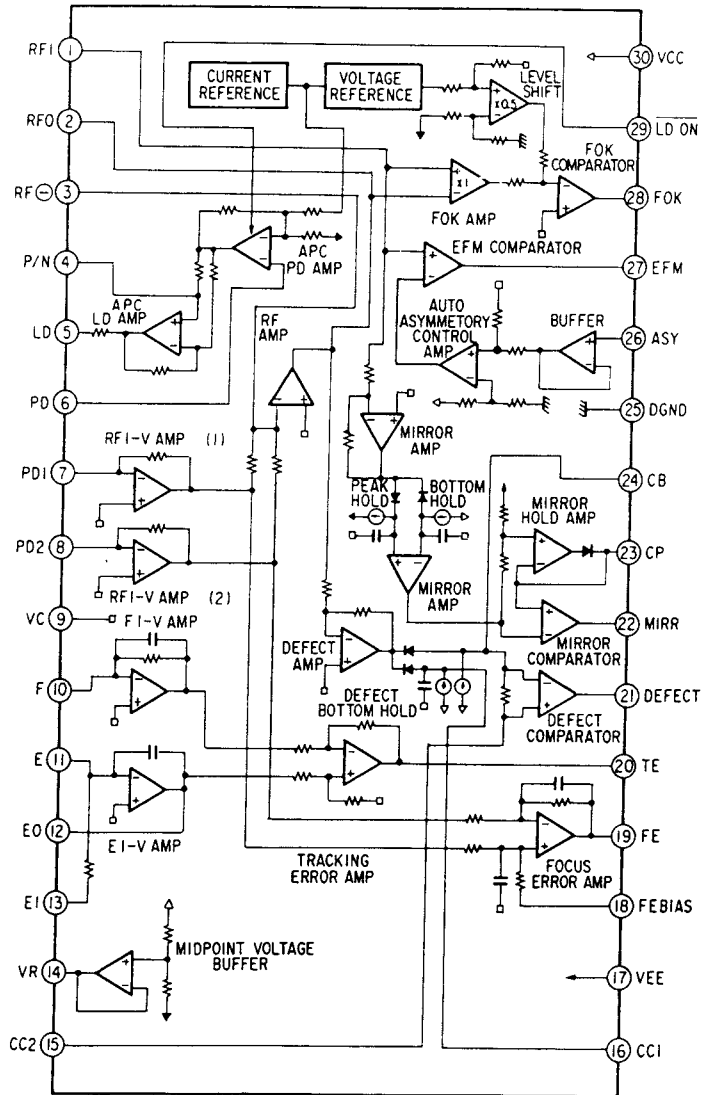 RFI 1
RFO 2
RF⊖ 3
P/N 4
LD 5
PD 6
PD1 7
PD2 8
VC 9
F 10
E 11
EO 12
EI 13
VR 14
CC2 15
30 VCC
29 LD ON
28 FOK
27 EFM
26 ASY
25 DGND
24 CB
23 CP
22 MIRR
21 DEFECT
20 TE
19 FE
18 FEBIAS
17 VEE
16 CC1
CURRENT
REFERENCE
VOLTAGE
REFERENCE
LEVEL
SHIFT
x0.5
FOK
COMPARATOR
x1
FOK AMP
EFM COMPARATOR
APC
PD AMP
APC
LD AMP
RF
AMP
AUTO
ASYMMETORY
CONTROL
AMP
BUFFER
RFI-V AMP (1)
MIRROR
AMP
PEAK
HOLD
BOTTOM
HOLD
MIRROR
HOLD AMP
RFI-V AMP (2)
MIRROR
AMP
FI-V AMP
MIRROR
COMPARATOR
DEFECT
AMP
DEFECT
BOTTOM HOLD
DEFECT
COMPARATOR
EI-V AMP
TRACKING
ERROR AMP
FOCUS
ERROR AMP
MIDPOINT VOLTAGE
BUFFER